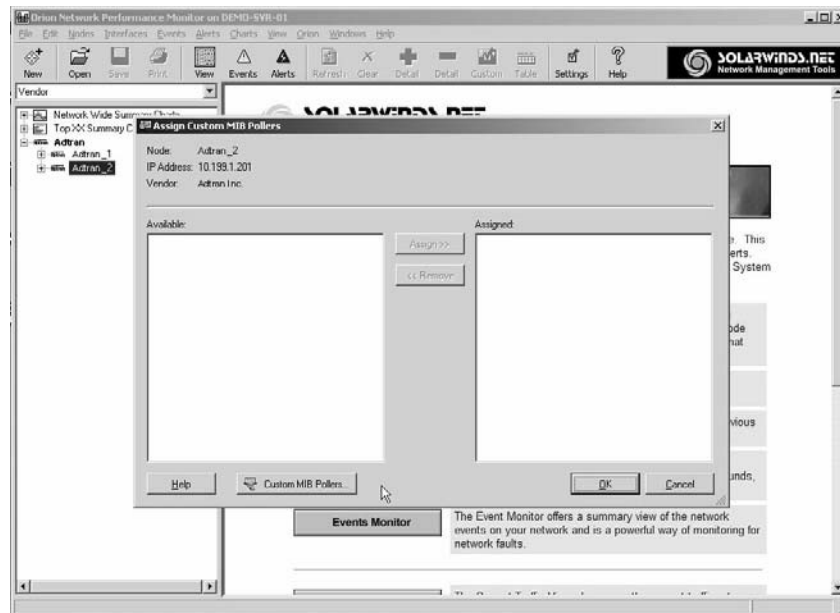 Orion Network Performance Monitor on DEMO-SVR-01
File Edit Nodes Interfaces Events Alerts Charts View Orion Windows Help
New Open Save Print View Events Alerts Refresh Clear Detail Detail Custom Table Settings Help
SOLARWINDS.NET
Network Management Tools
Vendor
Network Wide Summary Charts
Top XX Summary C
Adtran
Adtran_1
Adtran_2
SOLARWINDS.NET
Assign Custom MIB Pollers
Node: Adtran_2
IP Address: 10.199.1.201
Vendor: Adtran Inc.
Available:
Assigned:
Assign >>
<< Remove
Help
Custom MIB Pollers...
OK
Cancel
e. This
erts.
System
ode
hat
vious
unds,
Events Monitor
The Event Monitor offers a summary view of the network
events on your network and is a powerful way of monitoring for
network faults.